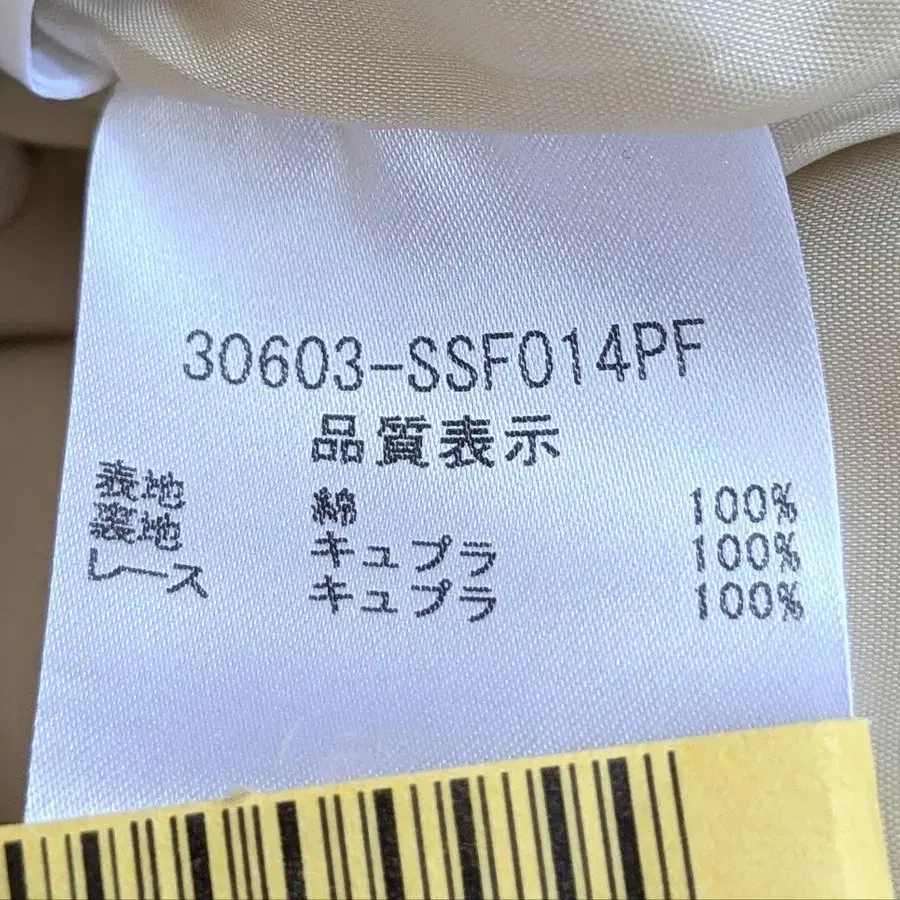 30603-SSF014PF
品質表示
表地 綿 100%
裏地 キュプラ 100%
レース キュプラ 100%